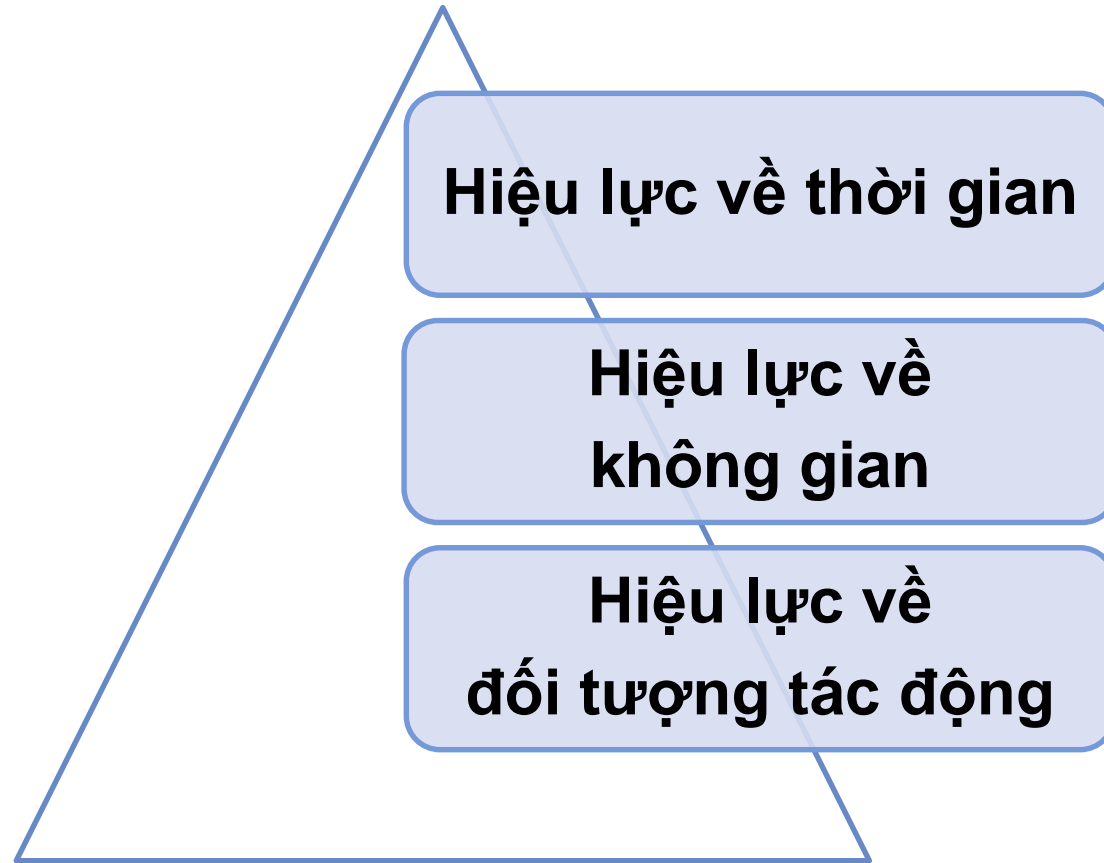 Hiệu lực về thời gian
Hiệu lực về
không gian
Hiệu lực về
đối tượng tác động